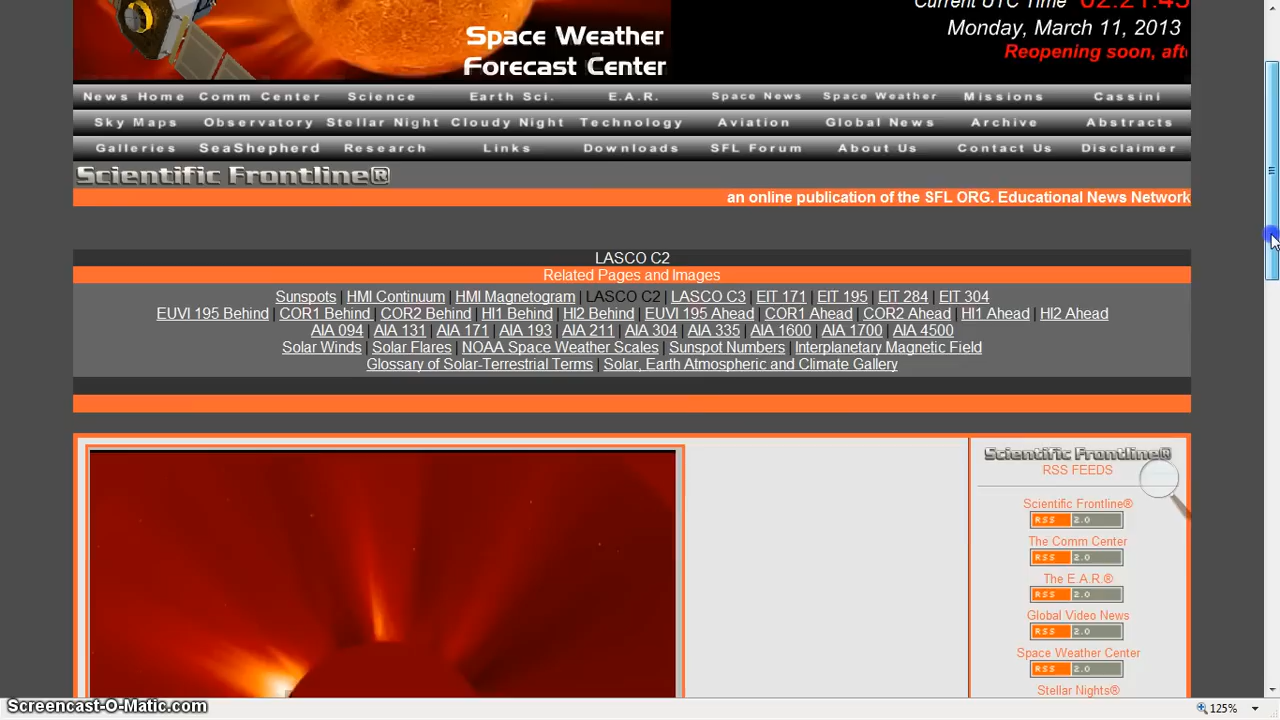 Current UTC Time 02:21:45
Space Weather
Forecast Center
Monday, March 11, 2013
Reopening soon, aft
News Home Comm Center Science Earth Sci. E.A.R. Space News Space Weather Missions Cassini
Sky Maps Observatory Stellar Night Cloudy Night Technology Aviation Global News Archive Abstracts
Galleries SeaShepherd Research Links Downloads SFL Forum About Us Contact Us Disclaimer
Scientific Frontline®
an online publication of the SFL ORG. Educational News Network
LASCO C2
Related Pages and Images
Sunspots | HMI Continuum | HMI Magnetogram | LASCO C2 | LASCO C3 | EIT 171 | EIT 195 | EIT 284 | EIT 304
EUVI 195 Behind | COR1 Behind | COR2 Behind | HI1 Behind | HI2 Behind | EUVI 195 Ahead | COR1 Ahead | COR2 Ahead | HI1 Ahead | HI2 Ahead
AIA 094 | AIA 131 | AIA 171 | AIA 193 | AIA 211 | AIA 304 | AIA 335 | AIA 1600 | AIA 1700 | AIA 4500
Solar Winds | Solar Flares | NOAA Space Weather Scales | Sunspot Numbers | Interplanetary Magnetic Field
Glossary of Solar-Terrestrial Terms | Solar, Earth Atmospheric and Climate Gallery
Scientific Frontline®
RSS FEEDS
Scientific Frontline®
RSS 2.0
The Comm Center
RSS 2.0
The E.A.R.®
RSS 2.0
Global Video News
RSS 2.0
Space Weather Center
RSS 2.0
Stellar Nights®
Screencast-O-Matic.com
125%